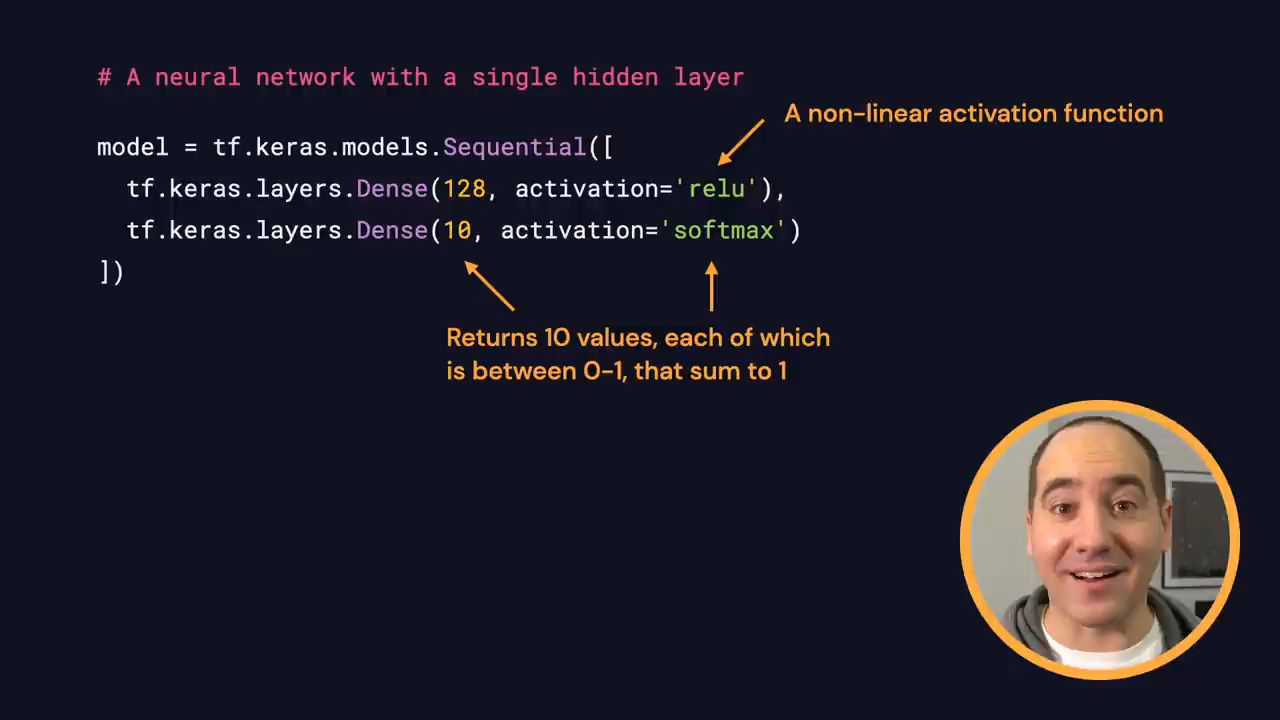 # A neural network with a single hidden layer
A non-linear activation function
model = tf.keras.models.Sequential([
tf.keras.layers.Dense(128, activation='relu'),
tf.keras.layers.Dense(10, activation='softmax')
])
Returns 10 values, each of which
is between 0-1, that sum to 1